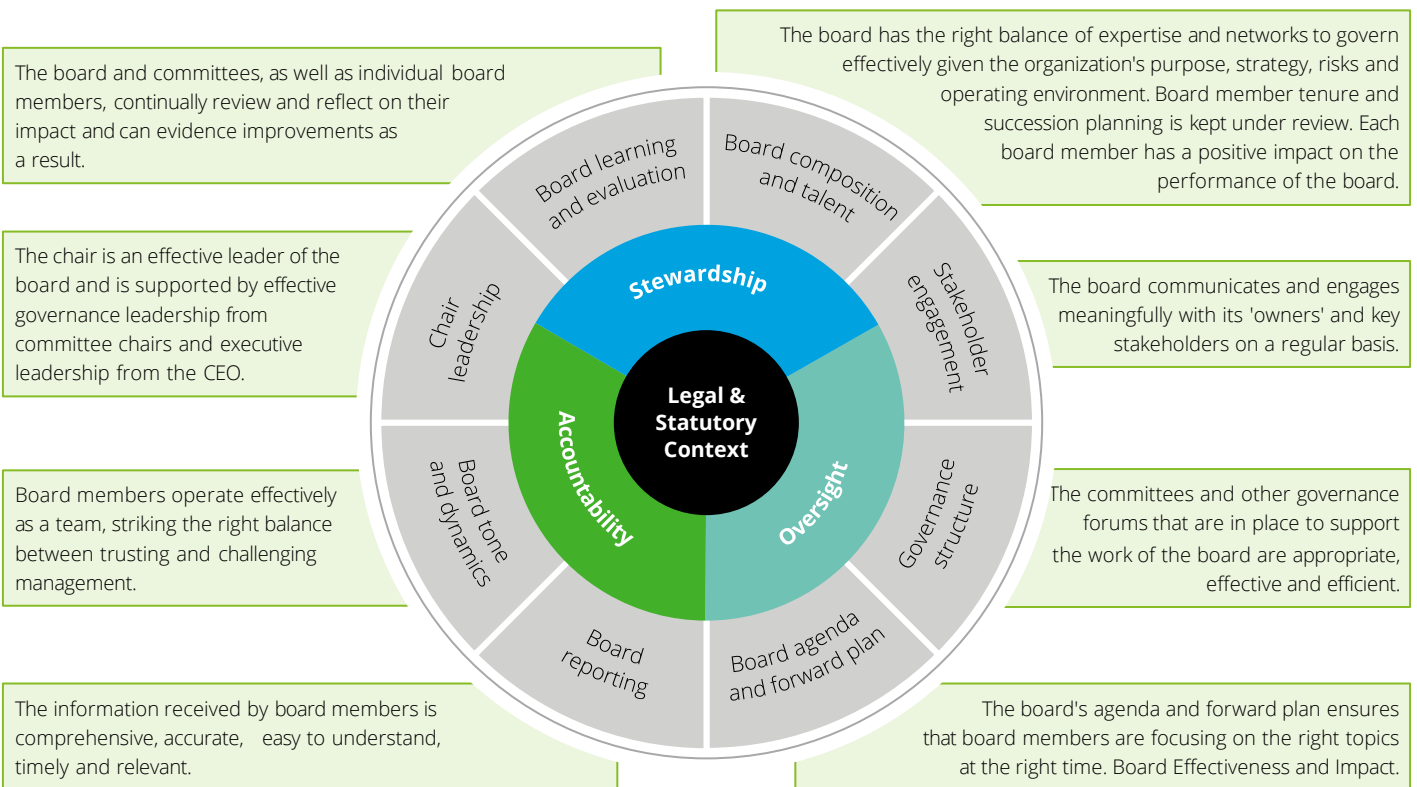 The board and committees, as well as individual board
members, continually review and reflect on their
impact and can evidence improvements as
a result.
The board has the right balance of expertise and networks to govern
effectively given the organization's purpose, strategy, risks and
operating environment. Board member tenure and
succession planning is kept under review. Each
board member has a positive impact on the
performance of the board.
The chair is an effective leader of the
board and is supported by effective
governance leadership from
committee chairs and executive
leadership from the CEO.
The board communicates and engages
meaningfully with its 'owners' and key
stakeholders on a regular basis.
Board members operate effectively
as a team, striking the right balance
between trusting and challenging
management.
The committees and other governance
forums that are in place to support
the work of the board are appropriate,
effective and efficient.
The information received by board members is
comprehensive, accurate, easy to understand,
timely and relevant.
The board's agenda and forward plan ensures
that board members are focusing on the right topics
at the right time. Board Effectiveness and Impact.
Board learning
and evaluation
Board composition
and talent
Stakeholder
engagement
Governance
structure
Board agenda
and forward plan
Board
reporting
Board tone
and dynamics
Chair
leadership
Stewardship
Oversight
Accountability
Legal &
Statutory
Context